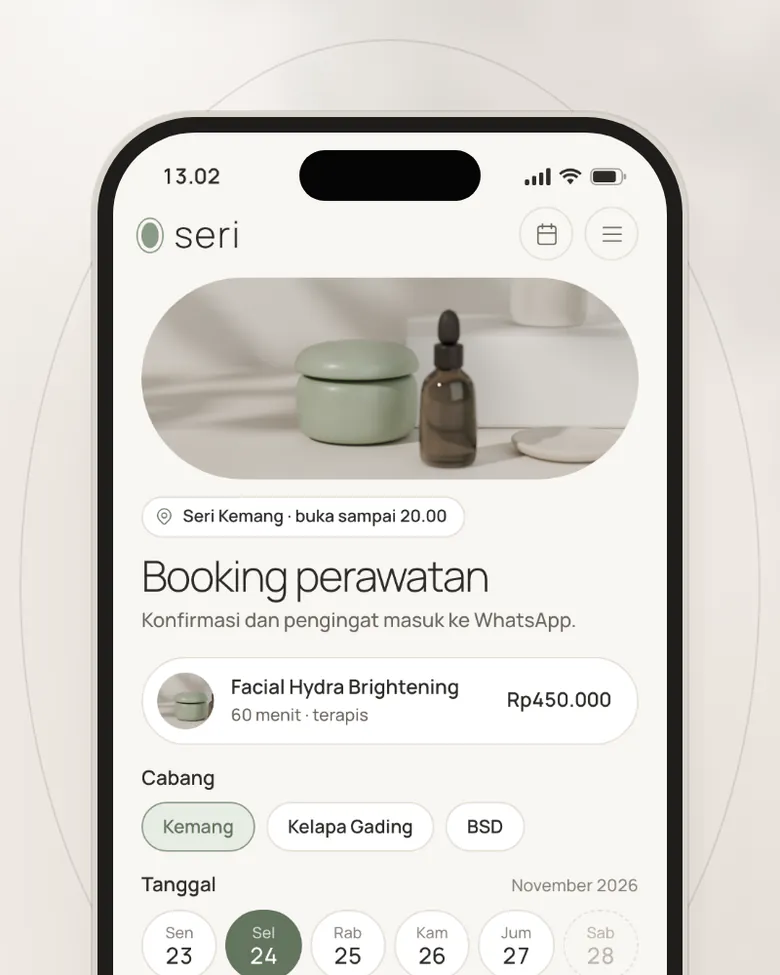 13.02
seri
Seri Kemang · buka sampai 20.00
Booking perawatan
Konfirmasi dan pengingat masuk ke WhatsApp.
Facial Hydra Brightening
60 menit · terapis
Rp450.000
Cabang
Kemang Kelapa Gading BSD
Tanggal November 2026
Sen Sel Rab Kam Jum Sab
23 24 25 26 27 28